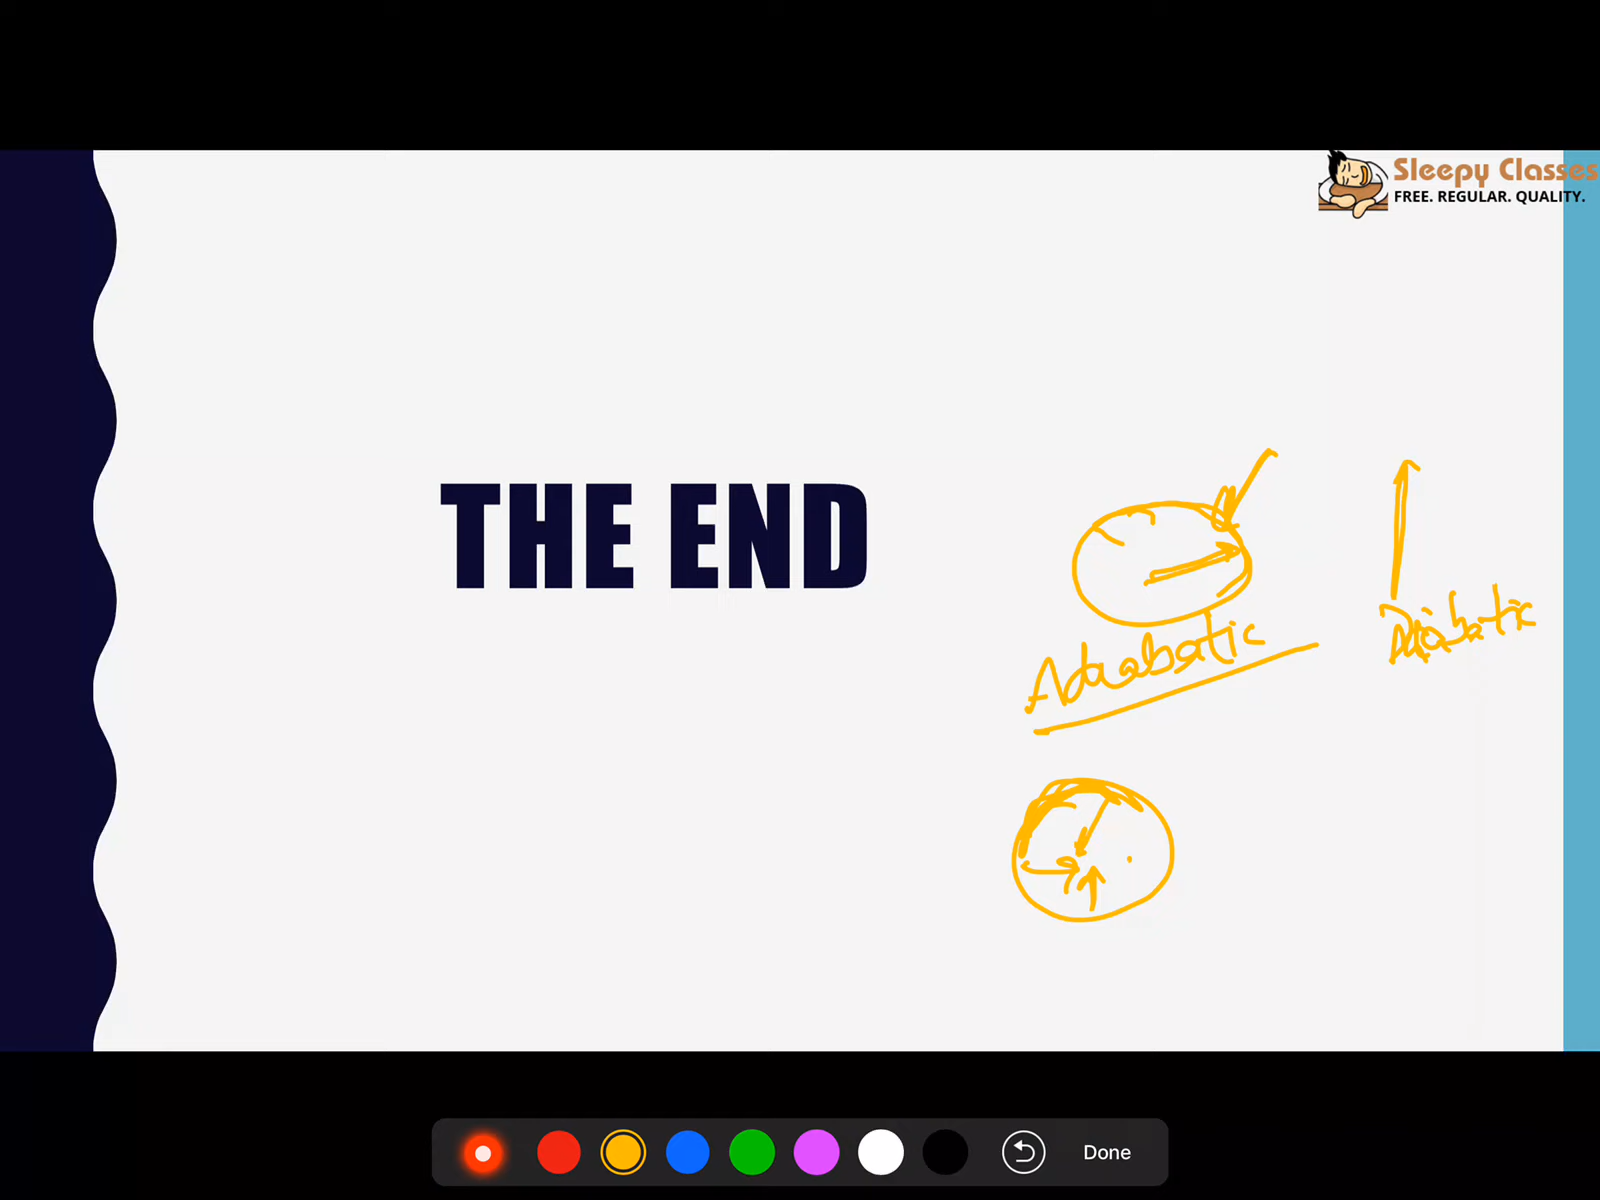 Sleepy Classes
FREE. REGULAR. QUALITY.
THE END
Adiabatic
Diabatic
Done